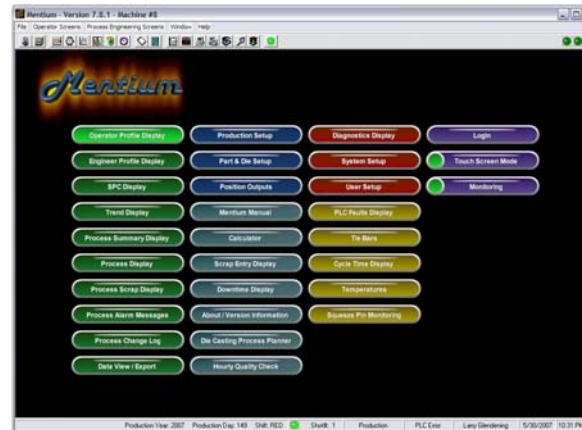 Mentium - Version 7.8.1 - Machine #8
File Operator Screens Process Engineering Screens Window Help
Mentium
Operator Profile Display Production Setup Diagnostics Display Login
Engineer Profile Display Part & Die Setup System Setup Touch Screen Mode
SPC Display Position Outputs User Setup Monitoring
Trend Display Mentium Manual PLC Faults Display
Process Summary Display Calculator Tie Bars
Process Display Scrap Entry Display Cycle Time Display
Process Scrap Display Downtime Display Temperatures
Process Alarm Messages About / Version Information Squeeze Pin Monitoring
Process Change Log Die Casting Process Planner
Data View / Export Hourly Quality Check
Production Year: 2007 Production Day: 149 Shift: RED Shot#: 1 Production PLC Error Lary Glendening 5/30/2007 10:31 PM